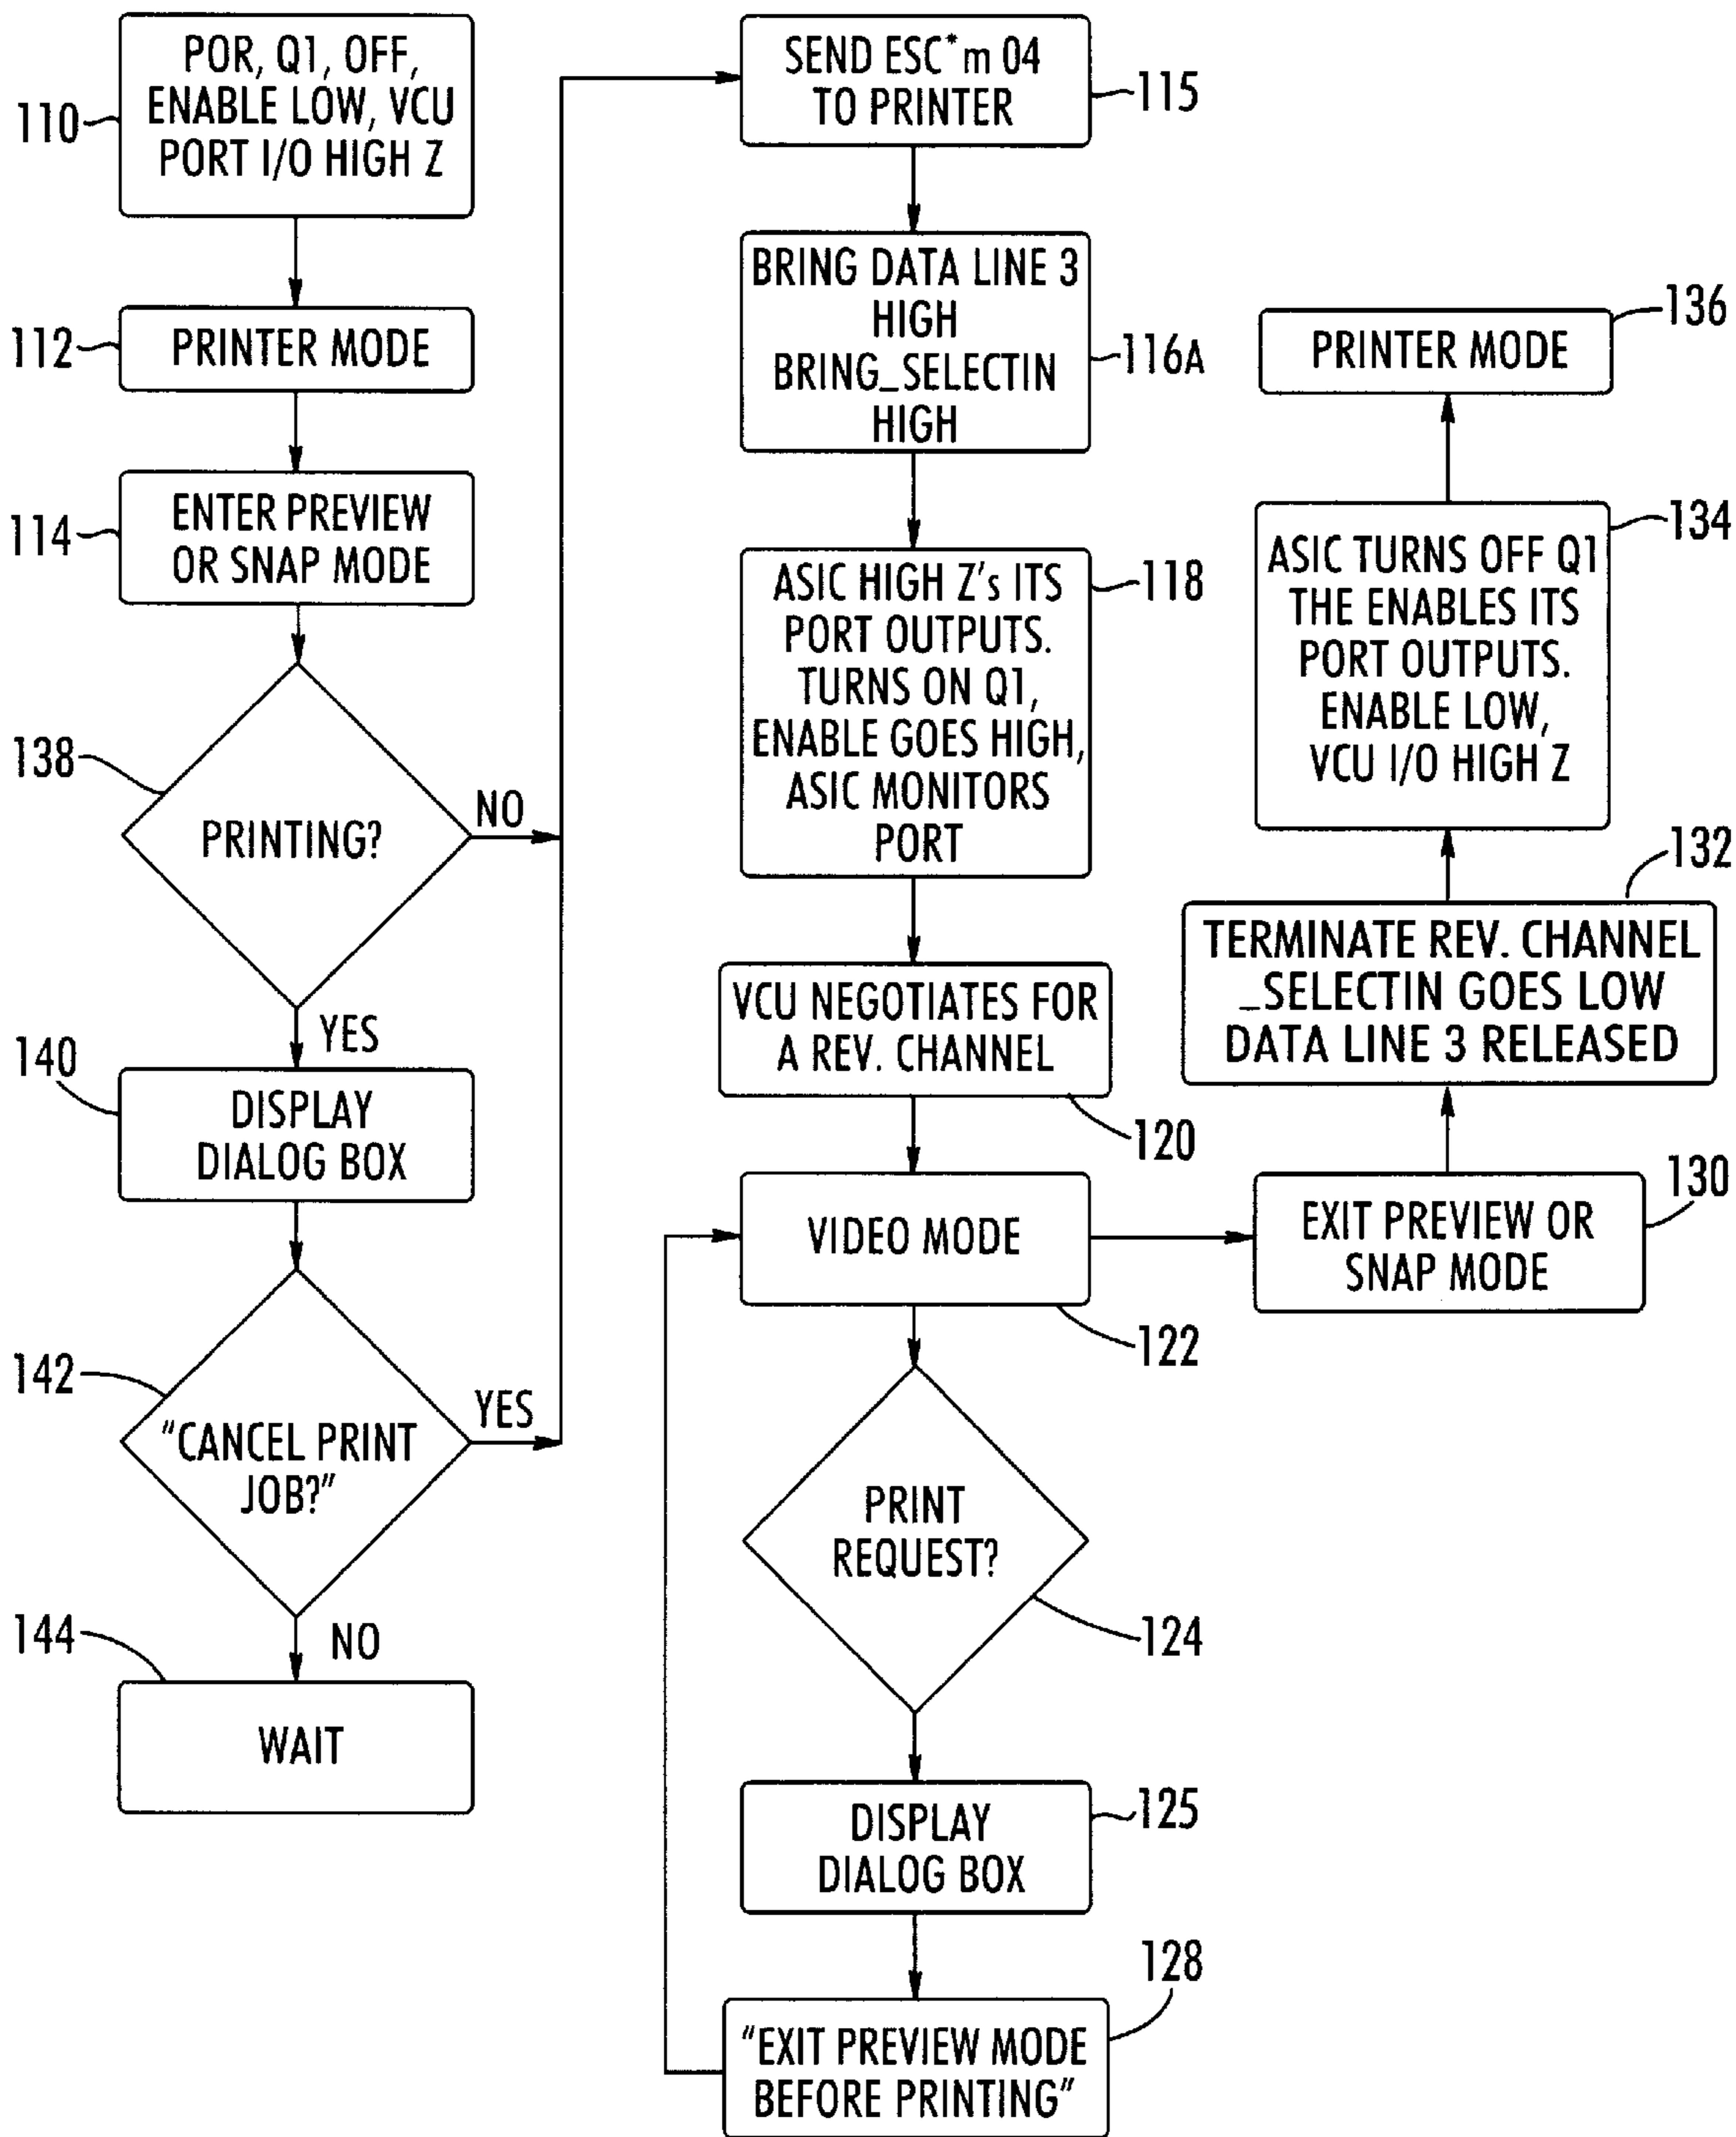 POR, Q1, OFF,
ENABLE LOW, VCU
PORT I/O HIGH Z
110
PRINTER MODE
112
ENTER PREVIEW
OR SNAP MODE
114
138
PRINTING?
NO
YES
140
DISPLAY
DIALOG BOX
142
"CANCEL PRINT
JOB?"
YES
NO
144
WAIT
SEND ESC*m 04
TO PRINTER
115
BRING DATA LINE 3
HIGH
BRING_SELECTIN
HIGH
116A
ASIC HIGH Z's ITS
PORT OUTPUTS.
TURNS ON Q1,
ENABLE GOES HIGH,
ASIC MONITORS
PORT
118
VCU NEGOTIATES FOR
A REV. CHANNEL
120
VIDEO MODE
122
PRINT
REQUEST?
124
DISPLAY
DIALOG BOX
125
"EXIT PREVIEW MODE
BEFORE PRINTING"
128
136
PRINTER MODE
134
ASIC TURNS OFF Q1
THE ENABLES ITS
PORT OUTPUTS.
ENABLE LOW,
VCU I/O HIGH Z
132
TERMINATE REV. CHANNEL
_SELECTIN GOES LOW
DATA LINE 3 RELEASED
130
EXIT PREVIEW OR
SNAP MODE